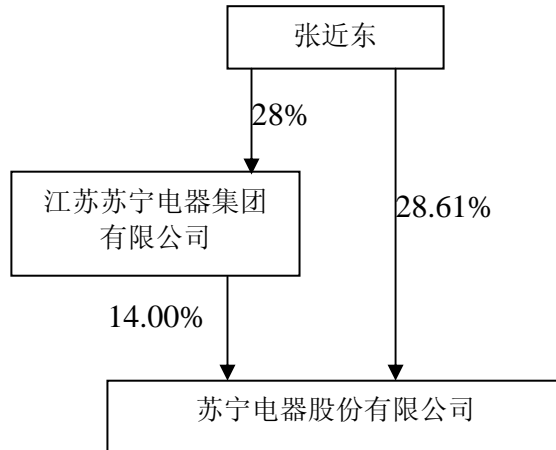 张近东
28%
江苏苏宁电器集团
有限公司
28.61%
14.00%
苏宁电器股份有限公司